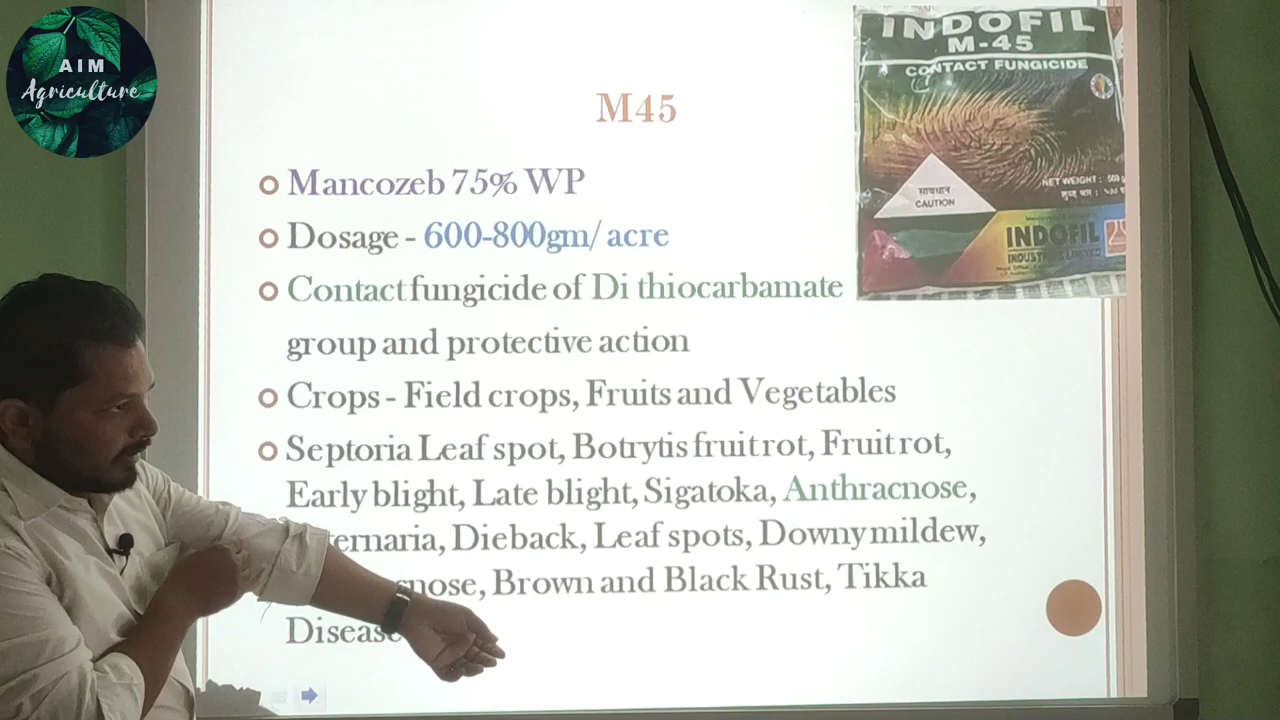 AIM
Agriculture
INDOFIL
M-45
CONTACT FUNGICIDE
M45
Mancozeb 75% WP
सावधान
CAUTION
NET WEIGHT :
Dosage - 600-800gm/ acre
INDOFIL
Contact fungicide of Di thiocarbamate
group and protective action
Crops - Field crops, Fruits and Vegetables
Septoria Leaf spot, Botrytis fruit rot, Fruit rot,
Early blight, Late blight, Sigatoka, Anthracnose,
ernaria, Dieback, Leaf spots, Downy mildew,
nose, Brown and Black Rust, Tikka
Disease